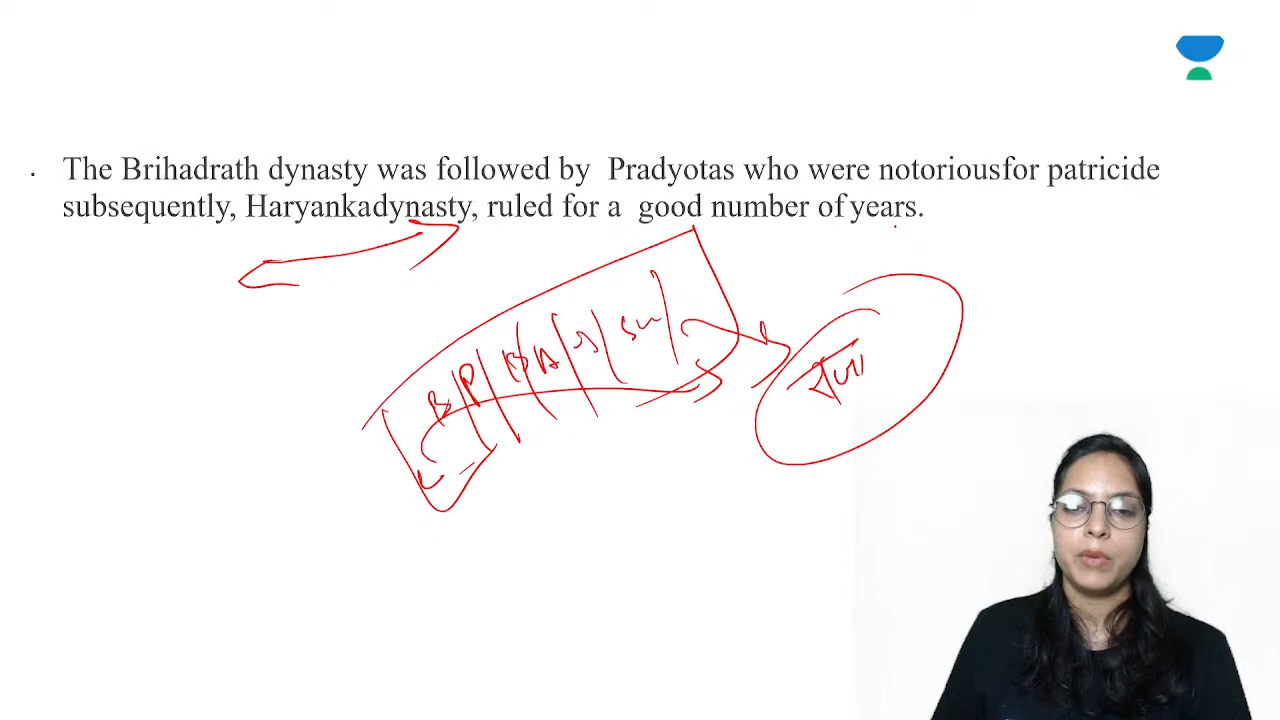 . The Brihadrath dynasty was followed by Pradyotas who were notoriousfor patricide
subsequently, Haryankadynasty, ruled for a good number of years.
B P B A